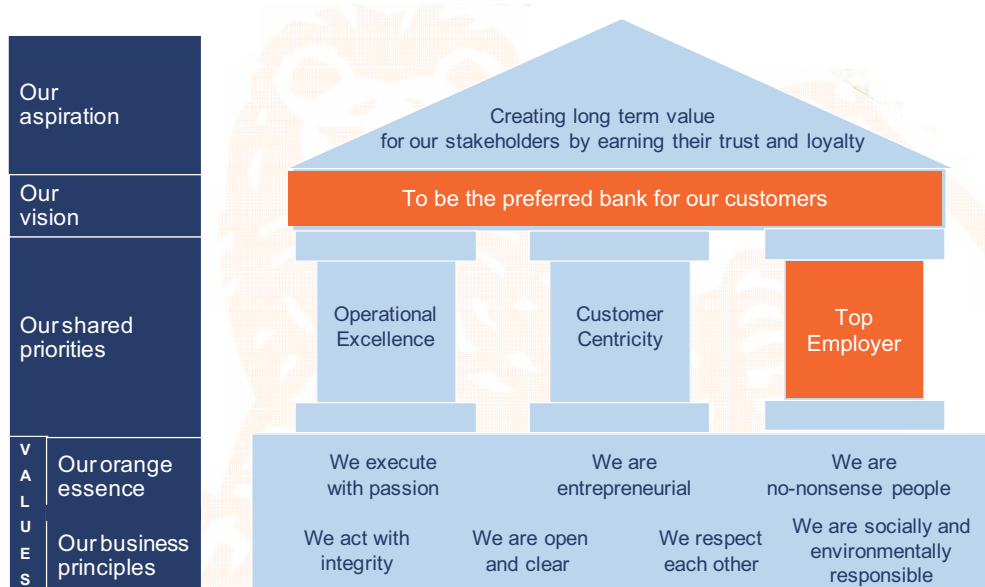 Our
aspiration
Creating long term value
for our stakeholders by earning their trust and loyalty
Our
vision
To be the preferred bank for our customers
Our shared
priorities
Operational
Excellence
Customer
Centricity
Top
Employer
VALUES
Our orange
essence
We execute
with passion
We are
entrepreneurial
We are
no-nonsense people
Our business
principles
We act with
integrity
We are open
and clear
We respect
each other
We are socially and
environmentally
responsible